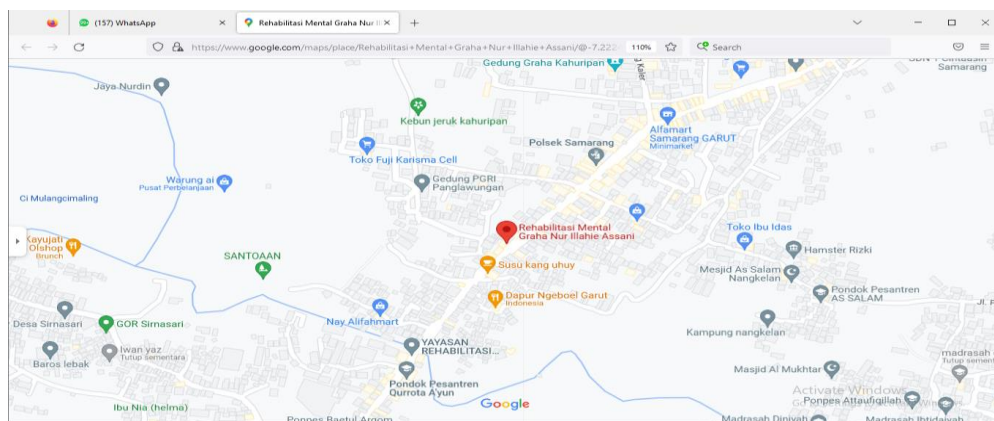 (157) WhatsApp
Rehabilitasi Mental Graha Nur Il
https://www.google.com/maps/place/Rehabilitasi+Mental+Graha+Nur+Illahie+Assani/@-7.222
110%
Search
Gedung Graha Kahuripan
Samarang
Jaya Nurdin
Kebun jeruk kahuripan
Alfamart
Samarang GARUT
Minimarket
Polsek Samarang
Toko Fuji Karisma Cell
Warung ai
Pusat Perbelanjaan
Gedung PGRI
Panglawungan
Ci Mulangcimaling
Rehabilitasi Mental
Graha Nur Illahie Assani
Toko Ibu Idas
Kayujati
Olshop
Brunch
SANTOAAN
Susu kang uhuy
Hamster Rizki
Mesjid As Salam
Nangkelan
Pondok Pesantren
AS SALAM
Dapur Ngeboel Garut
Indonesia
Desa Sirnasari
GOR Sirnasari
Nay Alifahmart
Kampung nangkelan
YAYASAN
REHABILITASI...
Iwan yaz
Tutup sementara
Baros lebak
madrasah
Tutup sement
Masjid Al Mukhtar
Pondok Pesantren
Qurrota A'yun
Activate Windows
Ponpes Attaufiqillah
Ibu Nia (helma)
Google
Ponpes Baetul Arqom
Madrasah Diniyah
Madrasah Ibtidaiyah